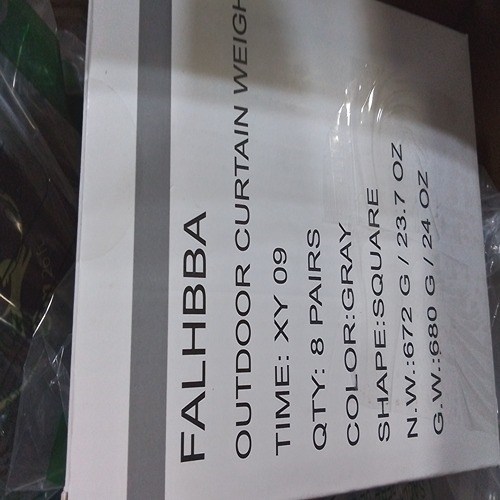 FALHBBA
OUTDOOR CURTAIN WEIGH
TIME: XY 09
QTY: 8 PAIRS
COLOR:GRAY
SHAPE:SQUARE
N.W.:672 G / 23.7 OZ
G.W.:680 G / 24 OZ